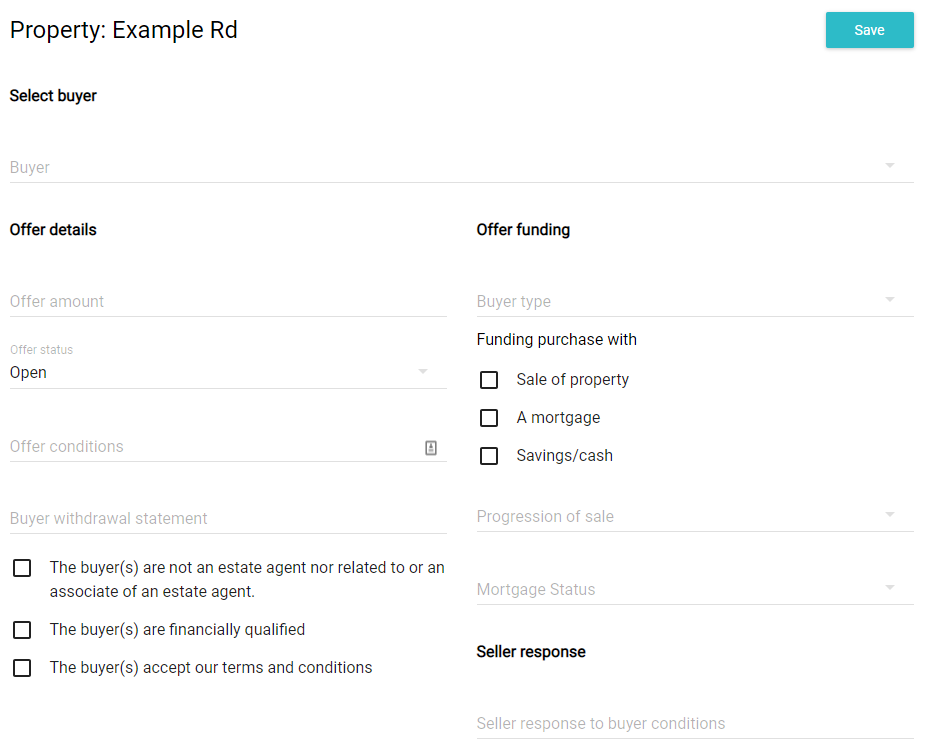 Property: Example Rd
Save
Select buyer
Buyer
Offer details
Offer amount
Offer status
Open
Offer conditions
Buyer withdrawal statement
The buyer(s) are not an estate agent nor related to or an
associate of an estate agent.
The buyer(s) are financially qualified
The buyer(s) accept our terms and conditions
Offer funding
Buyer type
Funding purchase with
Sale of property
A mortgage
Savings/cash
Progression of sale
Mortgage Status
Seller response
Seller response to buyer conditions